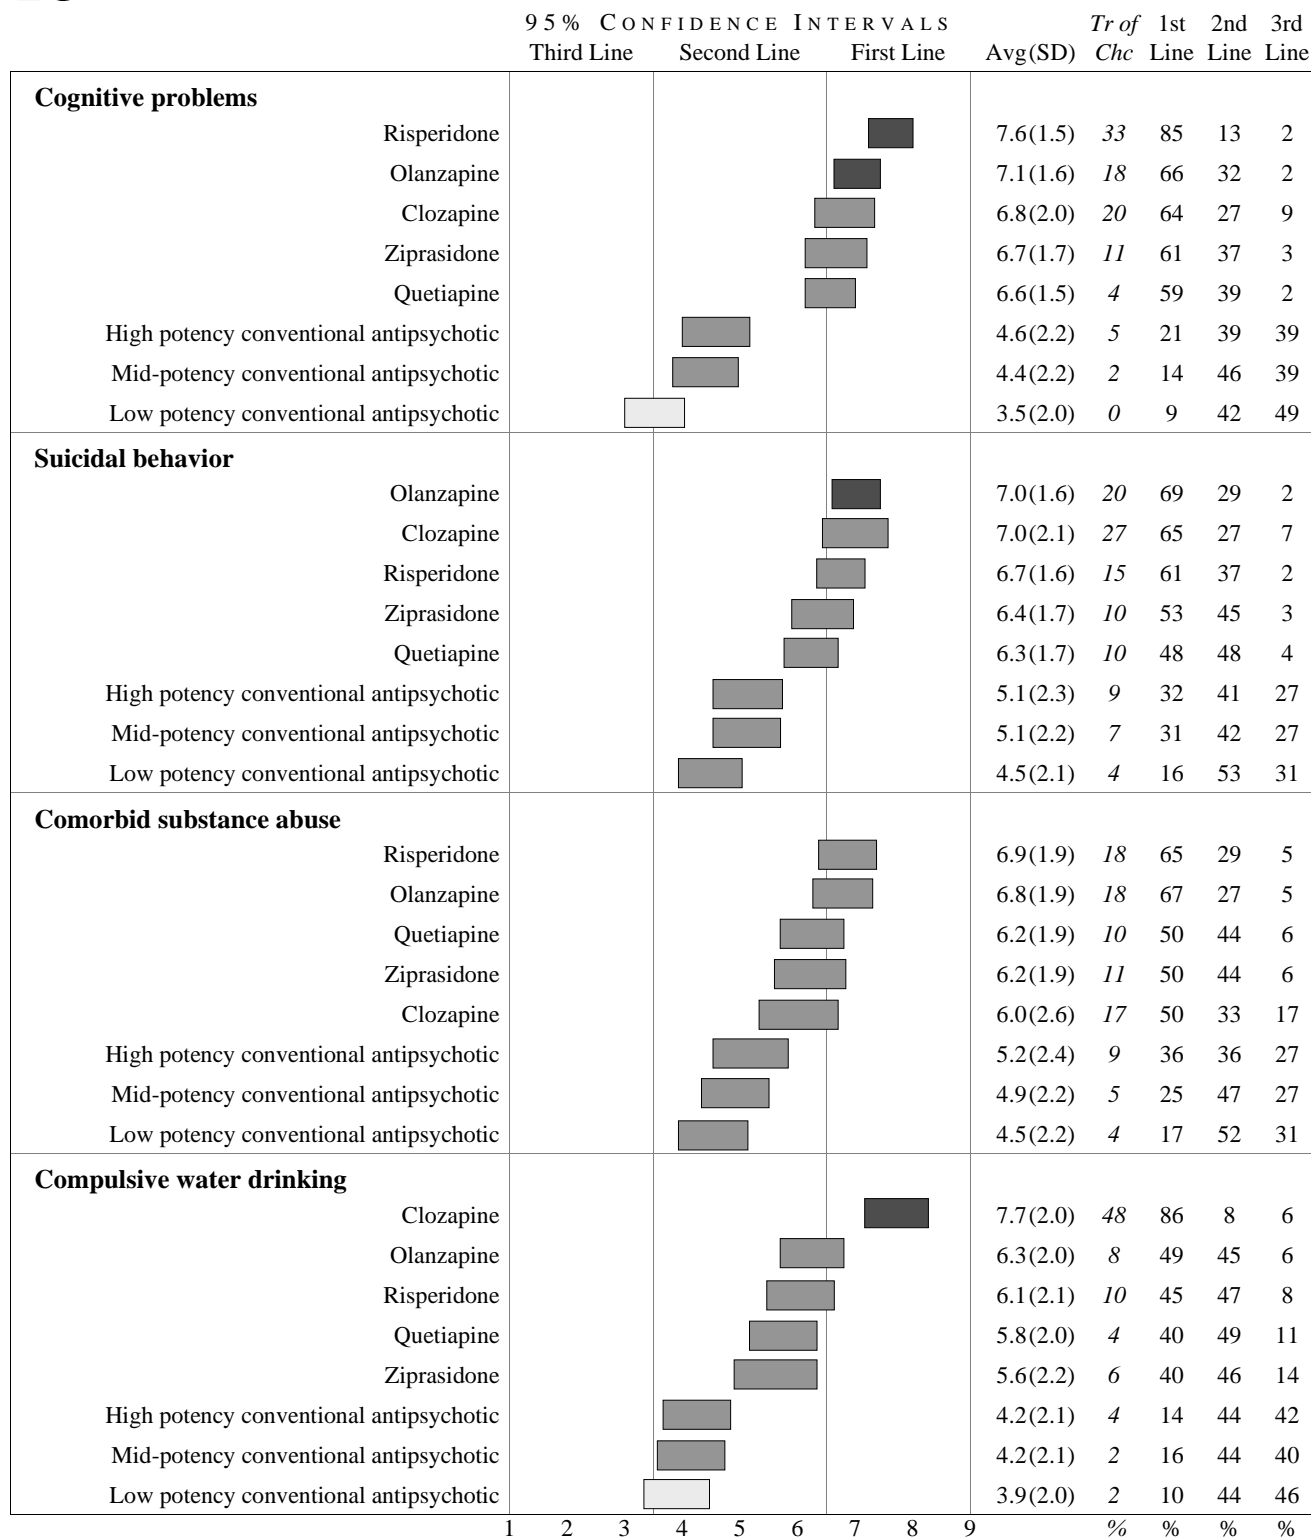 95% CONFIDENCE INTERVALS Tr of 1st 2nd 3rd
Third Line Second Line First Line Avg(SD) Chc Line Line Line
Cognitive problems
Risperidone 7.6(1.5) 33 85 13 2
Olanzapine 7.1(1.6) 18 66 32 2
Clozapine 6.8(2.0) 20 64 27 9
Ziprasidone 6.7(1.7) 11 61 37 3
Quetiapine 6.6(1.5) 4 59 39 2
High potency conventional antipsychotic 4.6(2.2) 5 21 39 39
Mid-potency conventional antipsychotic 4.4(2.2) 2 14 46 39
Low potency conventional antipsychotic 3.5(2.0) 0 9 42 49
Suicidal behavior
Olanzapine 7.0(1.6) 20 69 29 2
Clozapine 7.0(2.1) 27 65 27 7
Risperidone 6.7(1.6) 15 61 37 2
Ziprasidone 6.4(1.7) 10 53 45 3
Quetiapine 6.3(1.7) 10 48 48 4
High potency conventional antipsychotic 5.1(2.3) 9 32 41 27
Mid-potency conventional antipsychotic 5.1(2.2) 7 31 42 27
Low potency conventional antipsychotic 4.5(2.1) 4 16 53 31
Comorbid substance abuse
Risperidone 6.9(1.9) 18 65 29 5
Olanzapine 6.8(1.9) 18 67 27 5
Quetiapine 6.2(1.9) 10 50 44 6
Ziprasidone 6.2(1.9) 11 50 44 6
Clozapine 6.0(2.6) 17 50 33 17
High potency conventional antipsychotic 5.2(2.4) 9 36 36 27
Mid-potency conventional antipsychotic 4.9(2.2) 5 25 47 27
Low potency conventional antipsychotic 4.5(2.2) 4 17 52 31
Compulsive water drinking
Clozapine 7.7(2.0) 48 86 8 6
Olanzapine 6.3(2.0) 8 49 45 6
Risperidone 6.1(2.1) 10 45 47 8
Quetiapine 5.8(2.0) 4 40 49 11
Ziprasidone 5.6(2.2) 6 40 46 14
High potency conventional antipsychotic 4.2(2.1) 4 14 44 42
Mid-potency conventional antipsychotic 4.2(2.1) 2 16 44 40
Low potency conventional antipsychotic 3.9(2.0) 2 10 44 46
1 2 3 4 5 6 7 8 9 % % % %